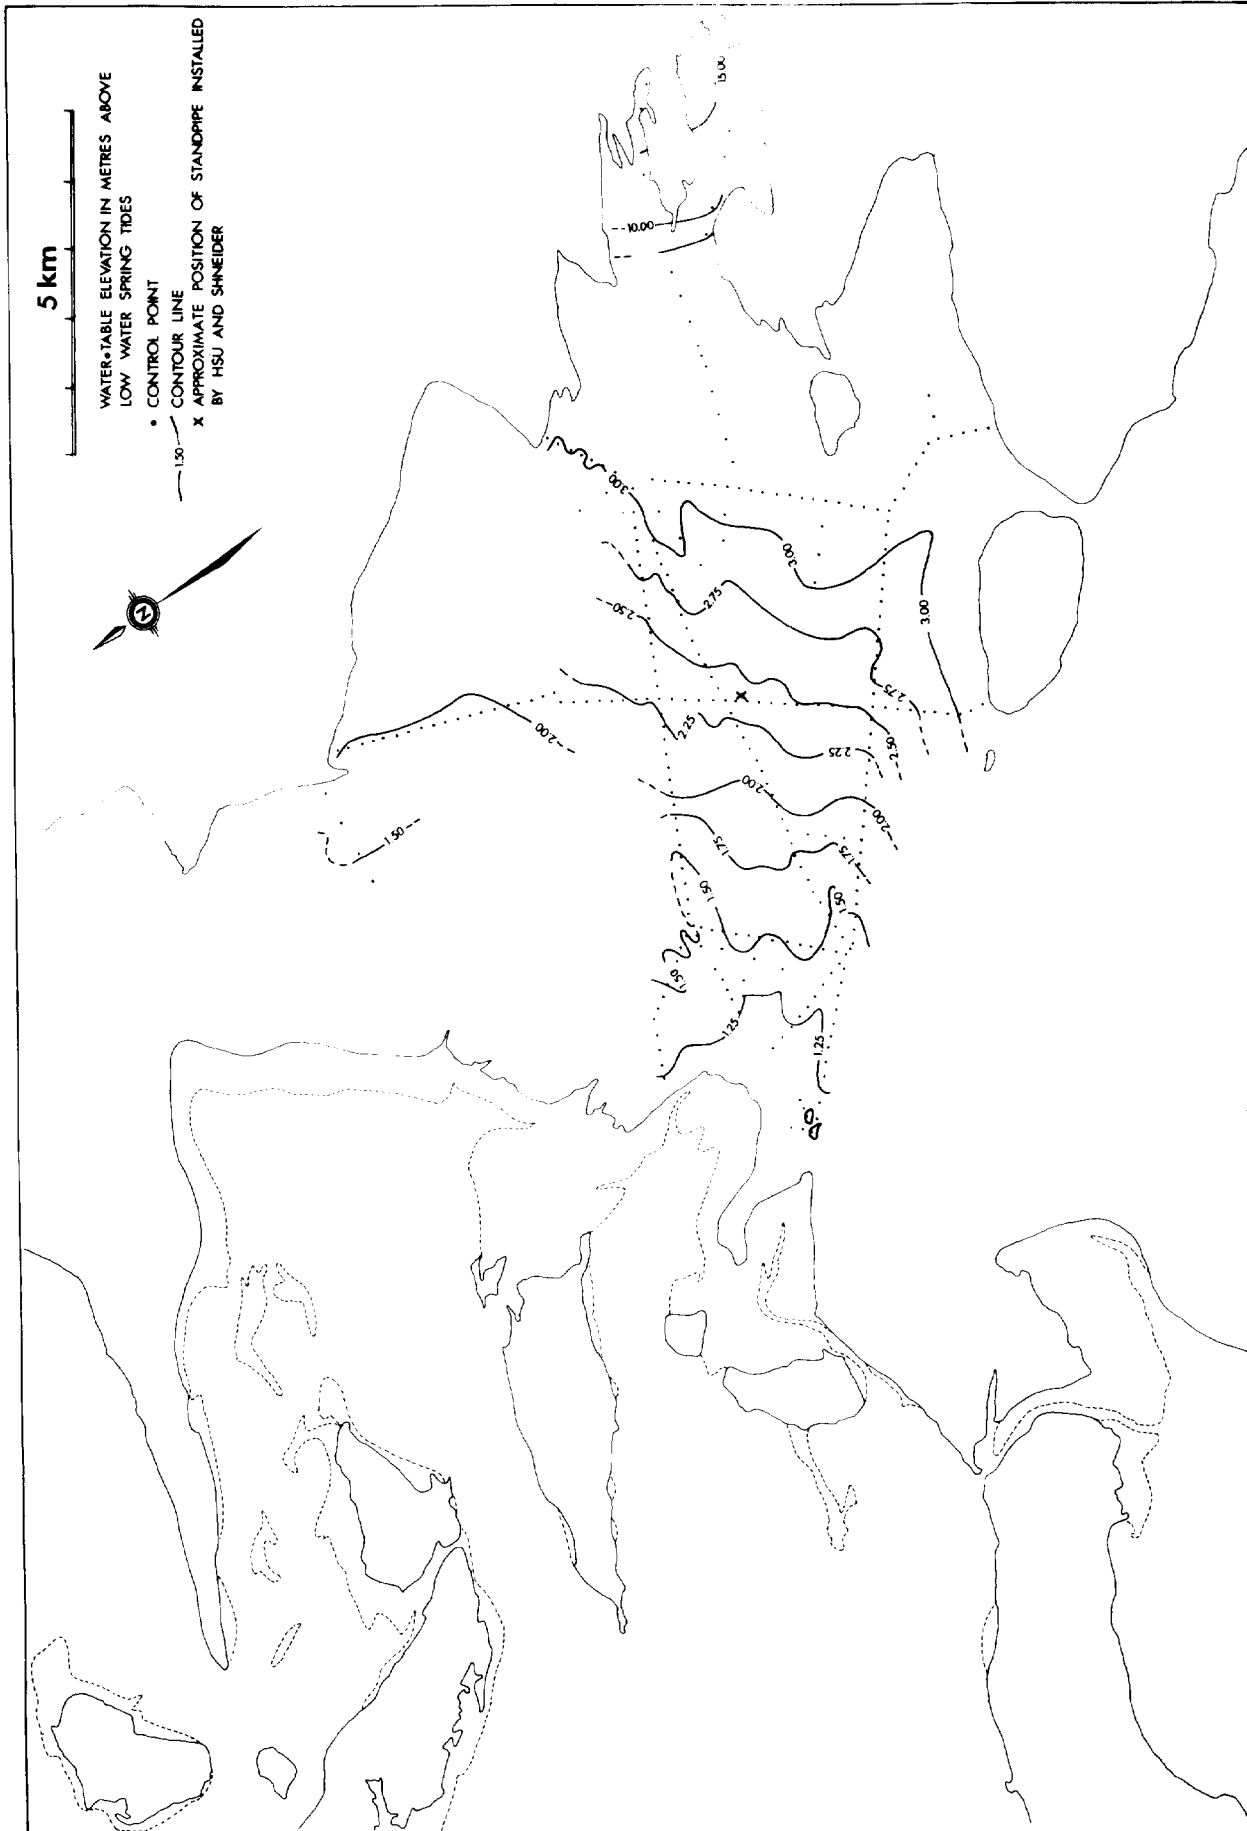 5 km
WATER•TABLE ELEVATION IN METRES ABOVE
LOW WATER SPRING TIDES
• CONTROL POINT
—1.50— CONTOUR LINE
X APPROXIMATE POSITION OF STANDPIPE INSTALLED
BY HSU AND SHNEIDER
N
15.00
10.00
3.00
3.00
3.00
2.75
2.75
2.50
2.50
X
2.25
2.25
2.00
2.00
2.00
1.75
1.75
1.50
1.50
1.50
1.50
1.25
1.25